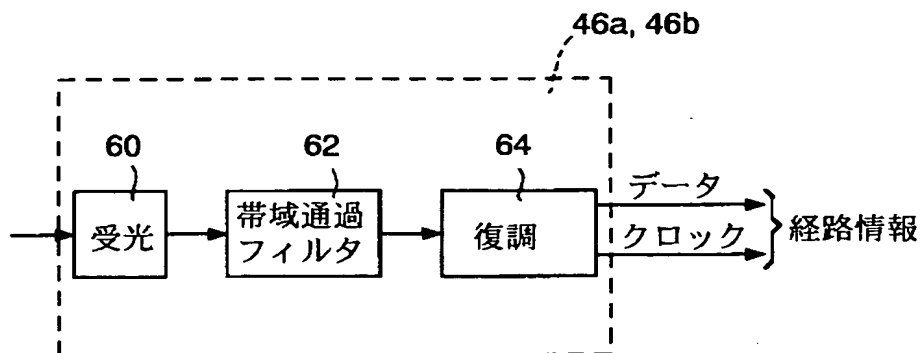 46a, 46b
60
62
64
受光
帯域通過
フィルタ
復調
データ
クロック
経路情報